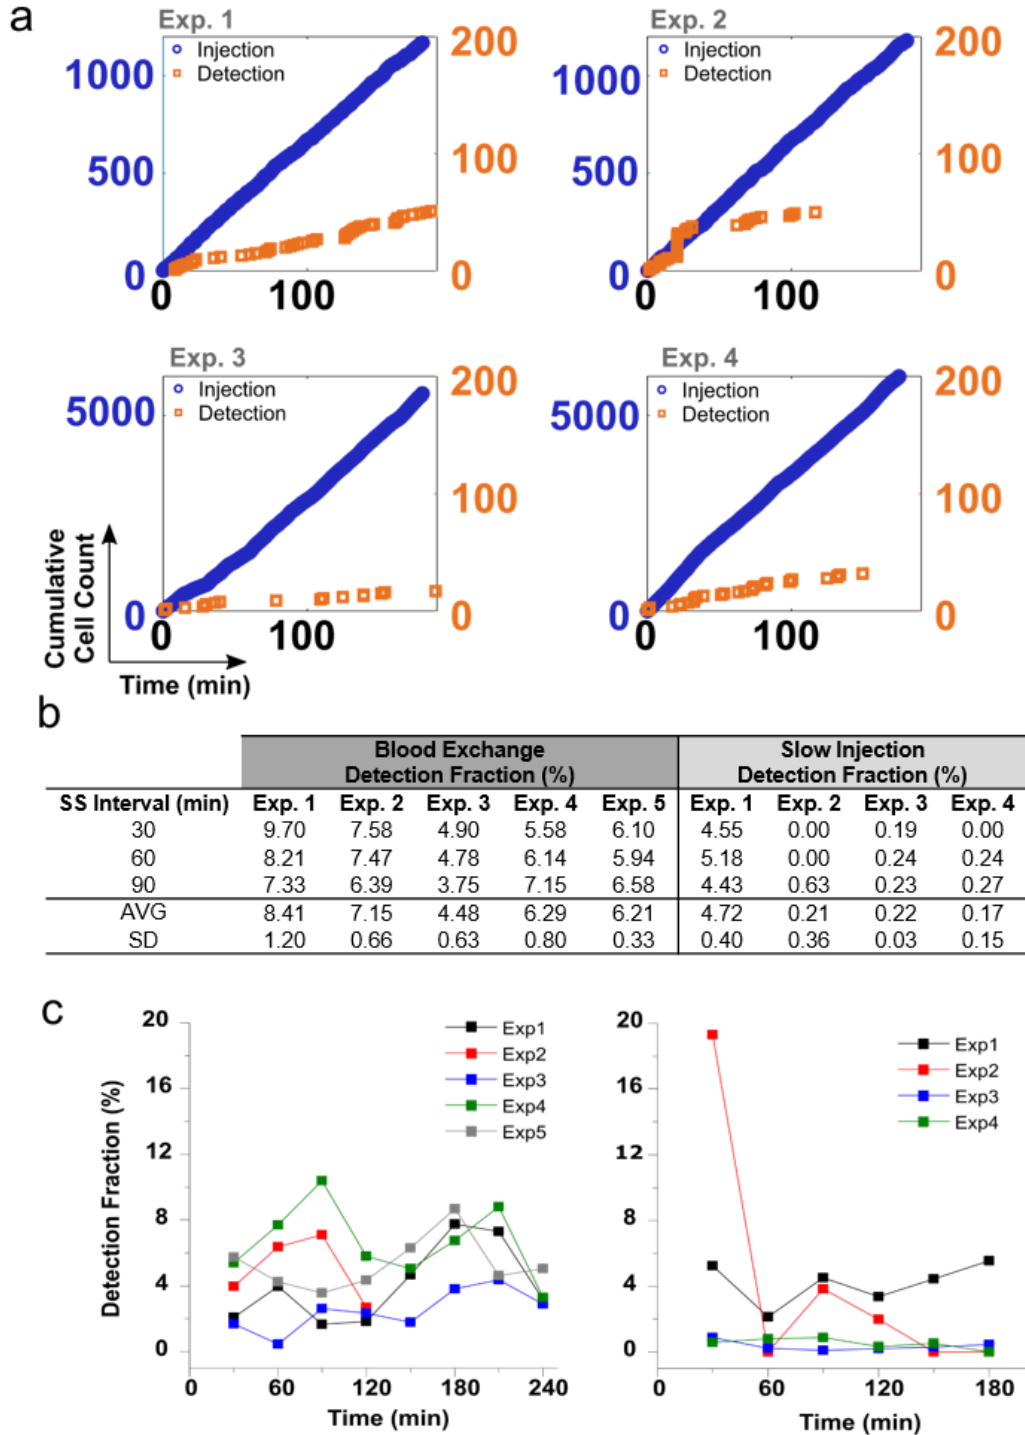 a
Exp. 1
Injection
Detection
1000
500
0
200
100
0
0
100
Exp. 2
Injection
Detection
1000
500
0
200
100
0
0
100
Exp. 3
Injection
Detection
5000
0
200
100
0
0
100
Exp. 4
Injection
Detection
5000
0
200
100
0
0
100
Cumulative
Cell Count
Time (min)
b
Blood Exchange Slow Injection
Detection Fraction (%) Detection Fraction (%)
SS Interval (min) Exp. 1 Exp. 2 Exp. 3 Exp. 4 Exp. 5 Exp. 1 Exp. 2 Exp. 3 Exp. 4
30 9.70 7.58 4.90 5.58 6.10 4.55 0.00 0.19 0.00
60 8.21 7.47 4.78 6.14 5.94 5.18 0.00 0.24 0.24
90 7.33 6.39 3.75 7.15 6.58 4.43 0.63 0.23 0.27
AVG 8.41 7.15 4.48 6.29 6.21 4.72 0.21 0.22 0.17
SD 1.20 0.66 0.63 0.80 0.33 0.40 0.36 0.03 0.15
c
Detection Fraction (%)
20
16
12
8
4
0
Exp1
Exp2
Exp3
Exp4
Exp5
0 60 120 180 240
Time (min)
20
16
12
8
4
0
Exp1
Exp2
Exp3
Exp4
0 60 120 180
Time (min)